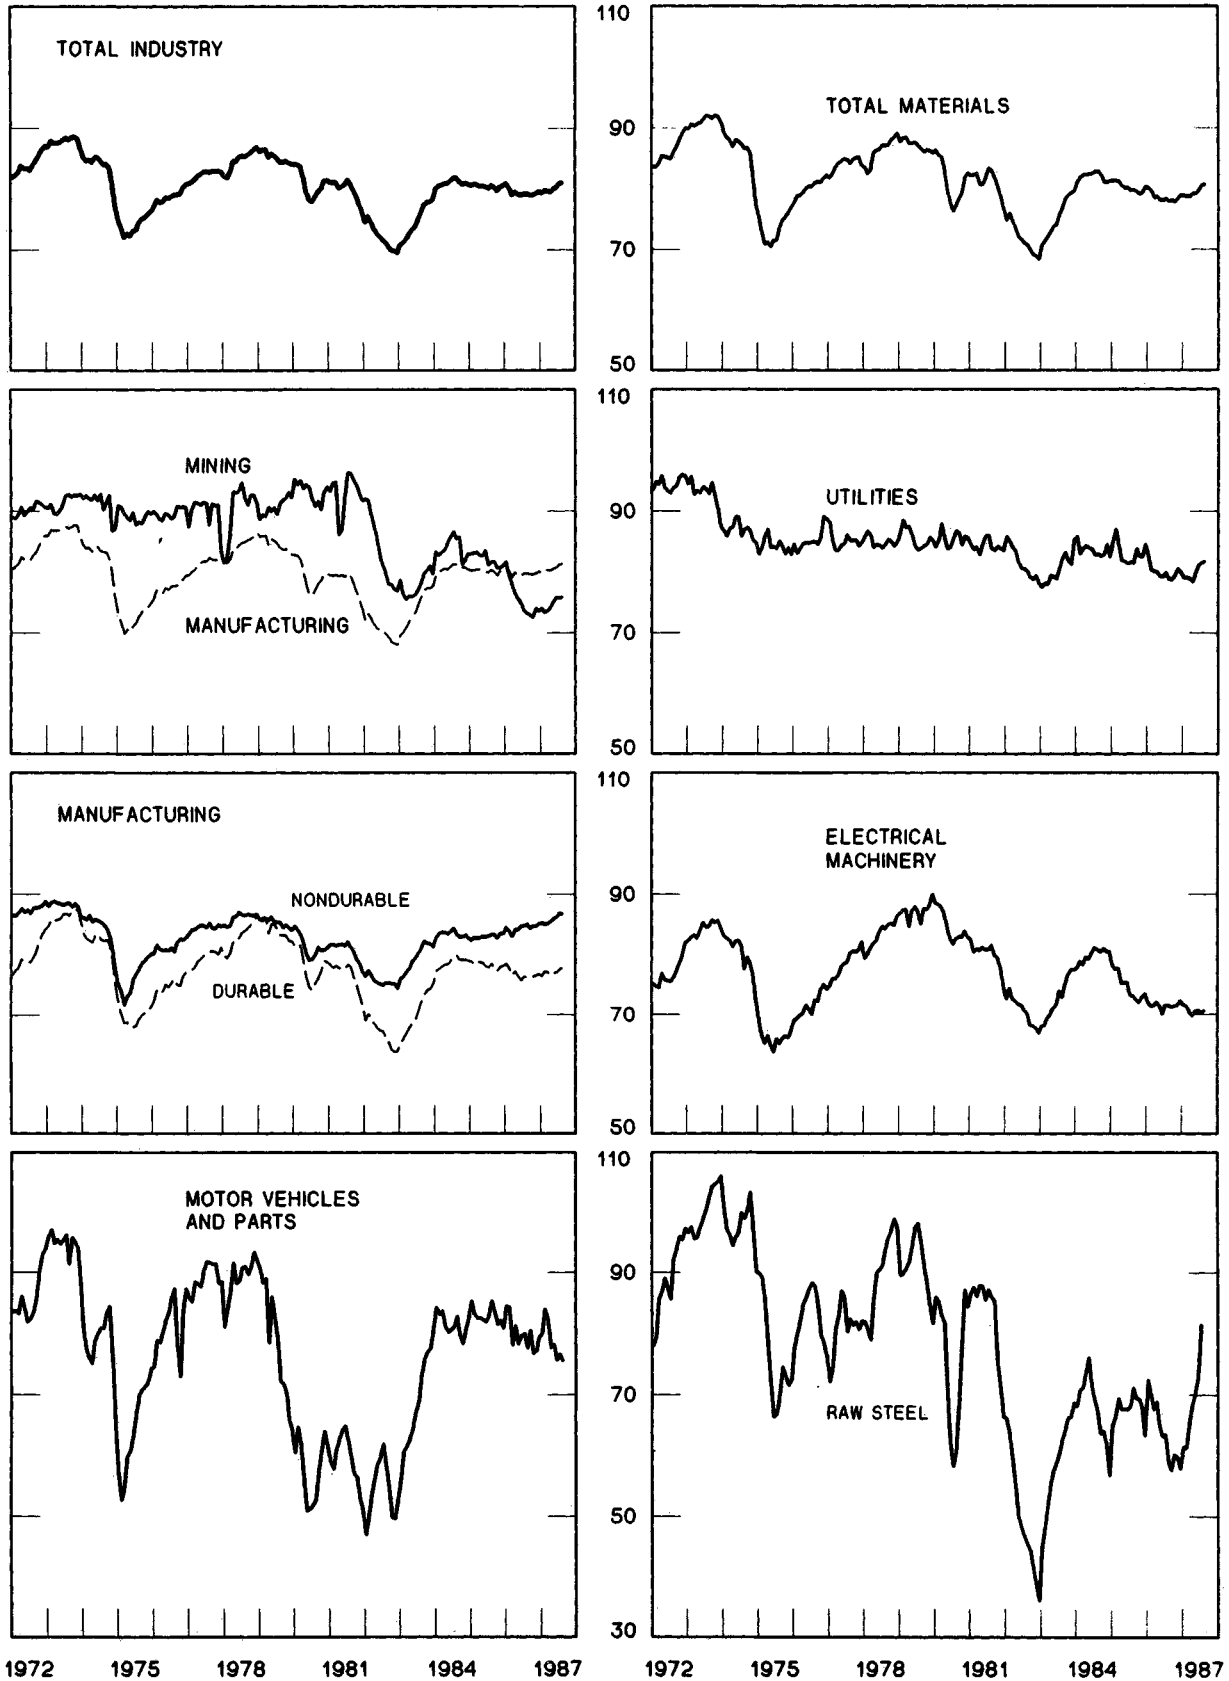 TOTAL INDUSTRY
110
TOTAL MATERIALS
90
70
50
MINING
MANUFACTURING
110
UTILITIES
90
70
50
MANUFACTURING
NONDURABLE
DURABLE
110
ELECTRICAL
MACHINERY
90
70
50
MOTOR VEHICLES
AND PARTS
110
90
70
RAW STEEL
50
30
1972 1975 1978 1981 1984 1987
1972 1975 1978 1981 1984 1987